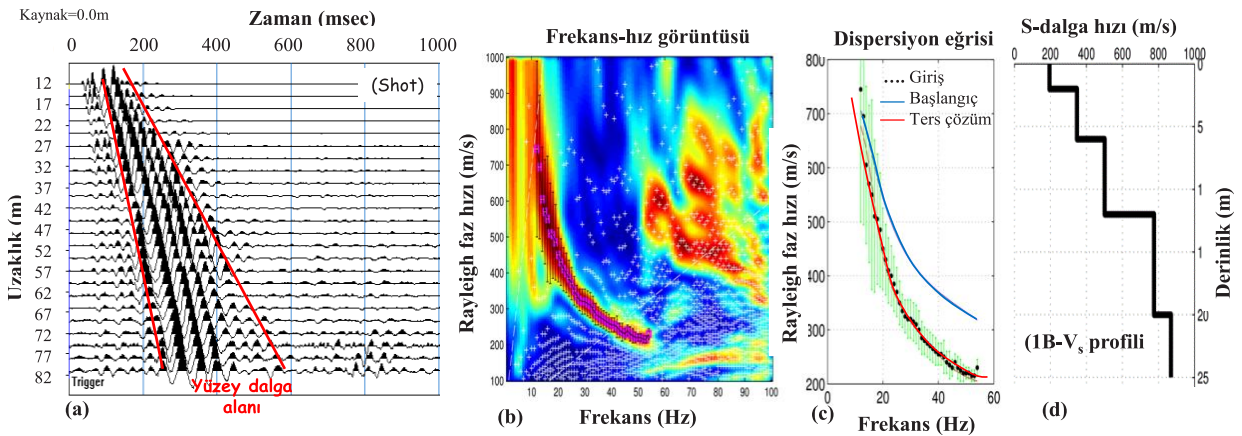 Kaynak=0.0m
Zaman (msec)
0 200 400 600 800 1000
(Shot)
Uzaklık (m)
12
17
22
27
32
37
42
47
52
57
62
67
72
77
82
Trigger
Yüzey dalga
alanı
(a)
Frekans-hız görüntüsü
Rayleigh faz hızı (m/s)
1000
900
800
700
600
500
400
300
200
100
10 20 30 40 50 60 70 80 90 100
Frekans (Hz)
(b)
Dispersiyon eğrisi
Giriş
Başlangıç
Ters çözüm
Rayleigh faz hızı (m/s)
80
700
600
500
400
300
200
0 20 40 60
Frekans (Hz)
(c)
S-dalga hızı (m/s)
0 200 400 600 800 1000
0
5
1
1
20
25
Derinlik (m)
(1B-Vs profili
(d)